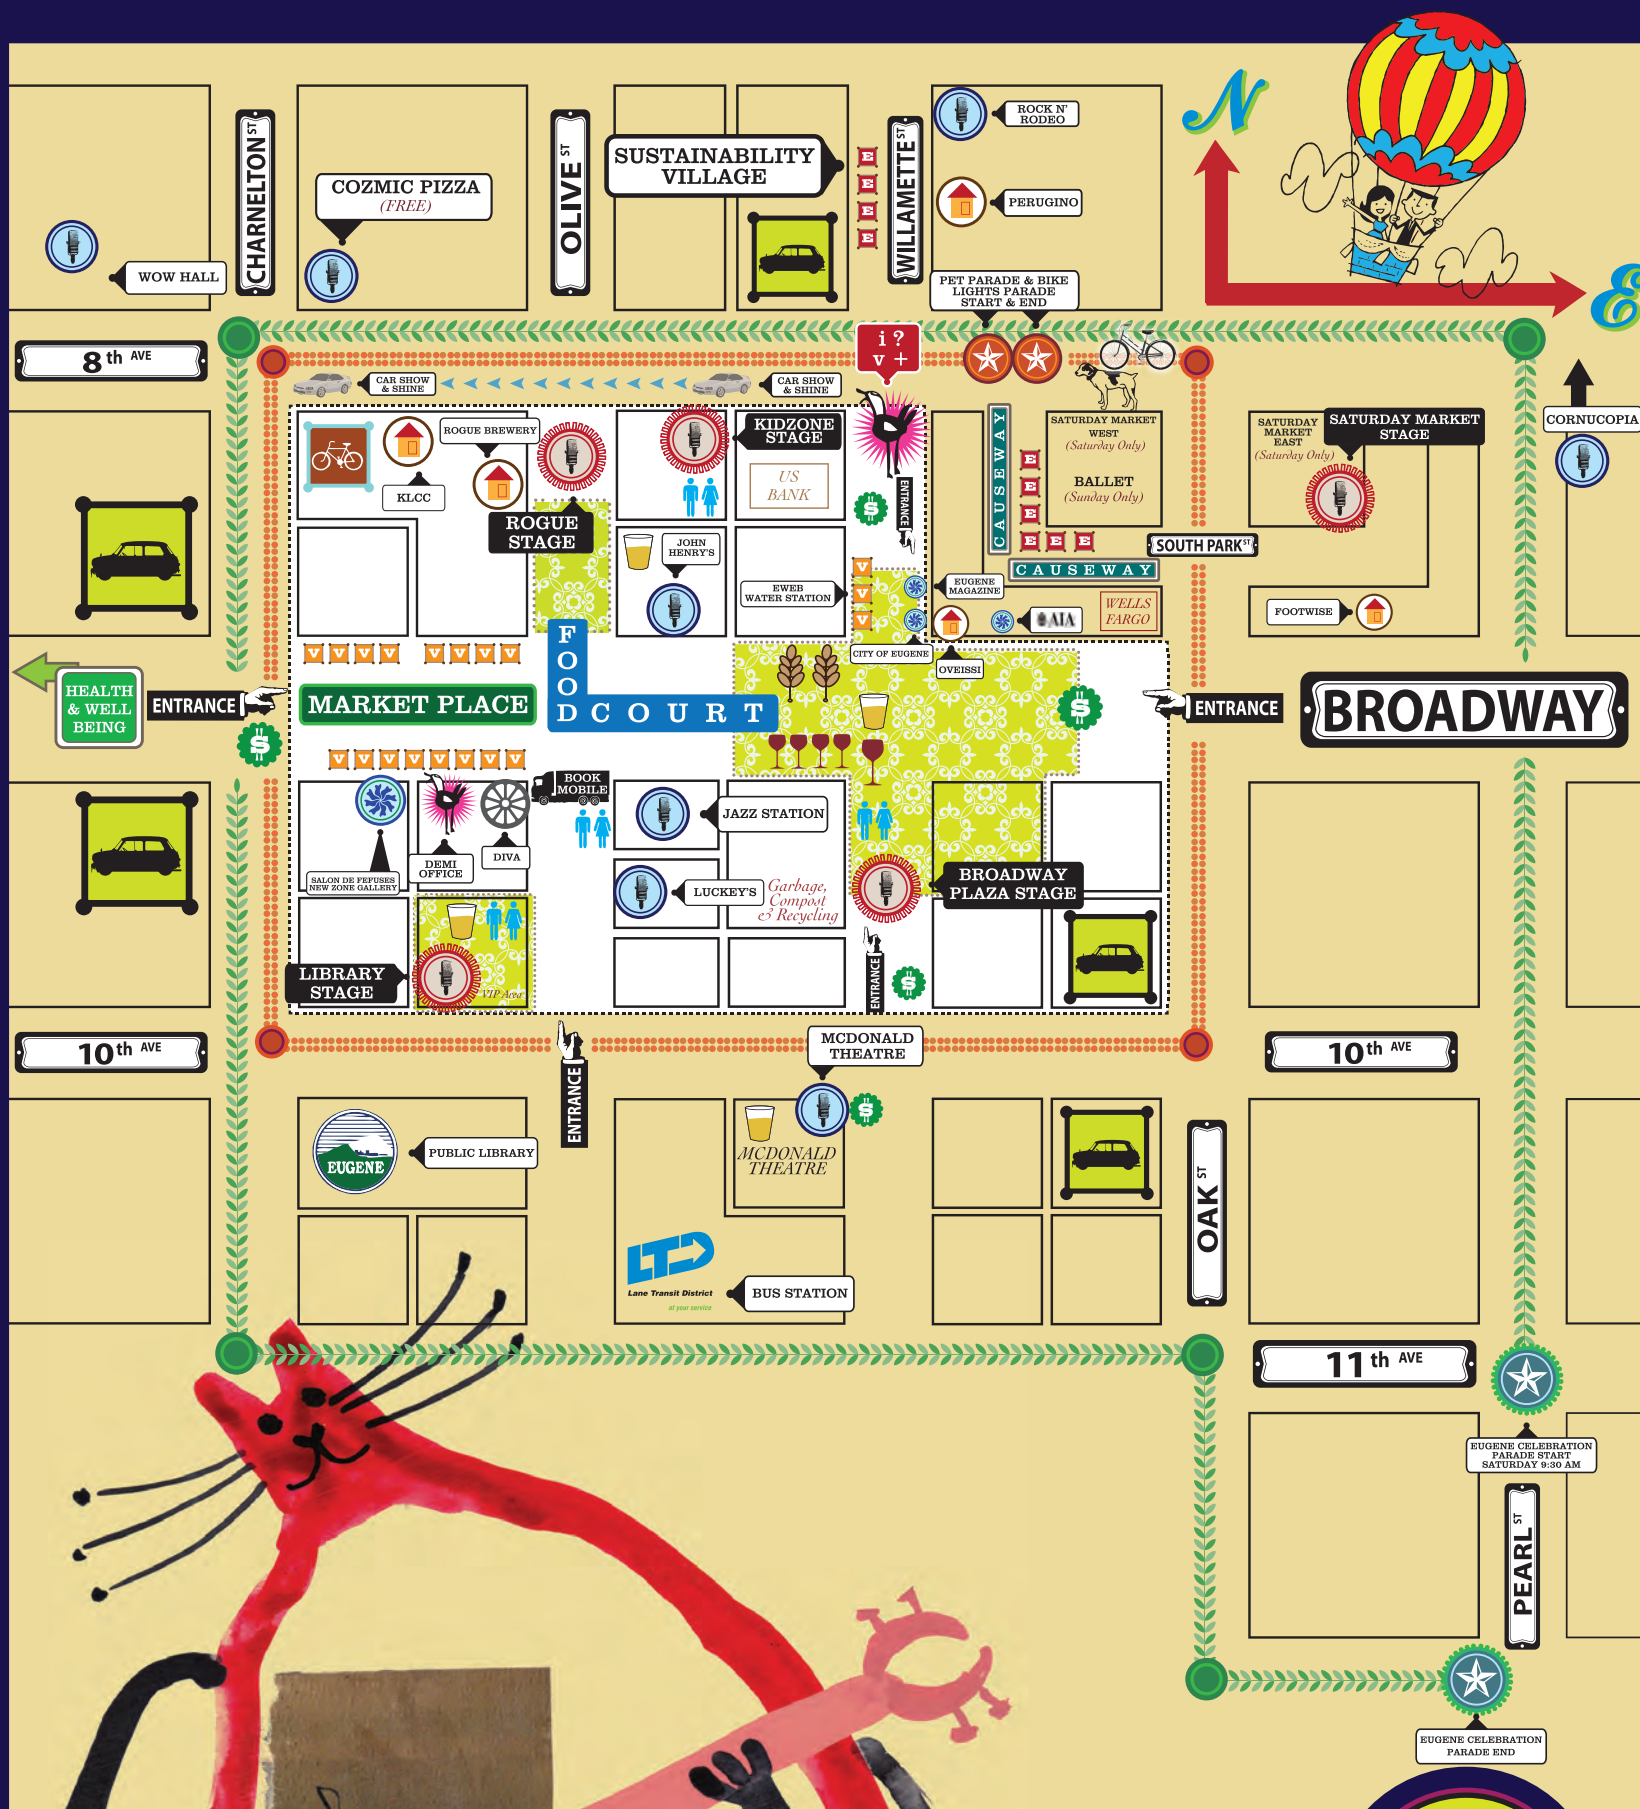 N
E
ROCK N'
RODEO
CHARNELTON ST
OLIVE ST
SUSTAINABILITY
VILLAGE
E
E
E
E
WILLAMETTE ST
COZMIC PIZZA
(FREE)
PERUGINO
WOW HALL
PET PARADE & BIKE
LIGHTS PARADE
START & END
8th AVE
i ?
v +
CAR SHOW
& SHINE
CAR SHOW
& SHINE
CORNUCOPIA
ROGUE BREWERY
KLCC
KIDZONE
STAGE
US
BANK
$
ENTRANCE
CAUSEWAY
E
E
E
E
E
E
SATURDAY MARKET
WEST
(Saturday Only)
BALLET
(Sunday Only)
SATURDAY
MARKET
EAST
(Saturday Only)
SATURDAY MARKET
STAGE
ROGUE
STAGE
JOHN
HENRY'S
SOUTH PARK ST
CAUSEWAY
EWEB
WATER STATION
V
V
V
EUGENE
MAGAZINE
AIA
WELLS
FARGO
FOOTWISE
CITY OF EUGENE
OVEISSI
V V V V
V V V V
HEALTH
& WELL
BEING
ENTRANCE
$
MARKET PLACE
FOOD
COURT
$
ENTRANCE
BROADWAY
V V V V V V V V
BOOK
MOBILE
JAZZ STATION
SALON DE FEFUSES
NEW ZONE GALLERY
DEMI
OFFICE
DIVA
LUCKEY'S
Garbage,
Compost
& Recycling
BROADWAY
PLAZA STAGE
LIBRARY
STAGE
VIP Area
ENTRANCE
$
10th AVE
ENTRANCE
MCDONALD
THEATRE
10th AVE
$
EUGENE
PUBLIC LIBRARY
MCDONALD
THEATRE
OAK ST
LTD
Lane Transit District
at your service
BUS STATION
11th AVE
EUGENE CELEBRATION
PARADE START
SATURDAY 9:30 AM
PEARL ST
EUGENE CELEBRATION
PARADE END